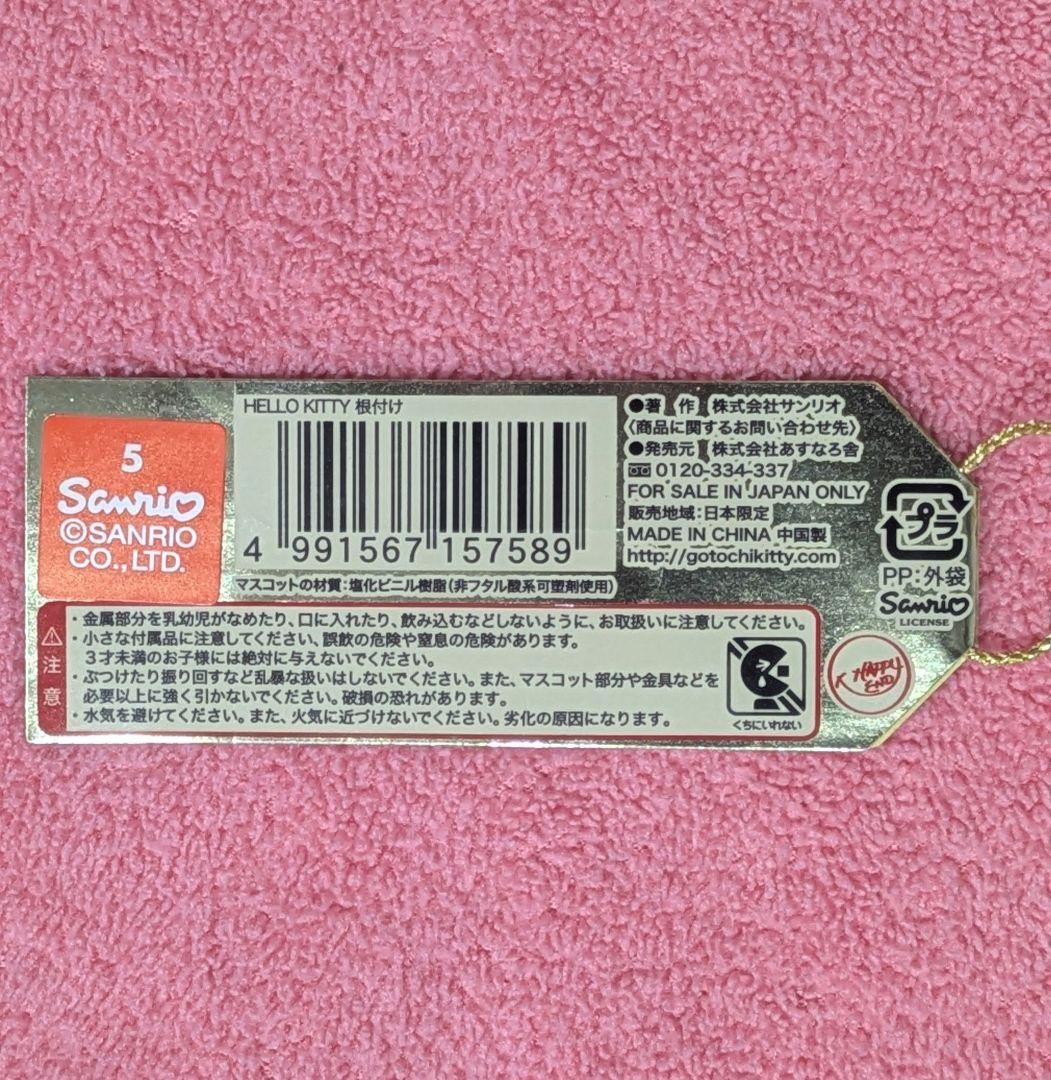 5
Sanrio
©SANRIO
CO.,LTD.
HELLO KITTY 根付け
4 991567 157589
マスコットの材質:塩化ビニル樹脂(非フタル酸系可塑剤使用)
●著 作 株式会社サンリオ
〈商品に関するお問い合わせ先〉
●発売元 株式会社あすなろ舎
0120-334-337
FOR SALE IN JAPAN ONLY
販売地域:日本限定
MADE IN CHINA 中国製
http://gotochikitty.com
プラ
PP:外袋
Sanrio
LICENSE
注意
・金属部分を乳幼児がなめたり、口に入れたり、飲み込むなどしないように、お取扱いに注意してください。
・小さな付属品に注意してください。誤飲の危険や窒息の危険があります。
3才未満のお子様には絶対に与えないでください。
・ぶつけたり振り回すなど乱暴な扱いはしないでください。また、マスコット部分や金具などを
必要以上に強く引かないでください。破損の恐れがあります。
・水気を避けてください。また、火気に近づけないでください。劣化の原因になります。
くちにいれない
HAPPY
END